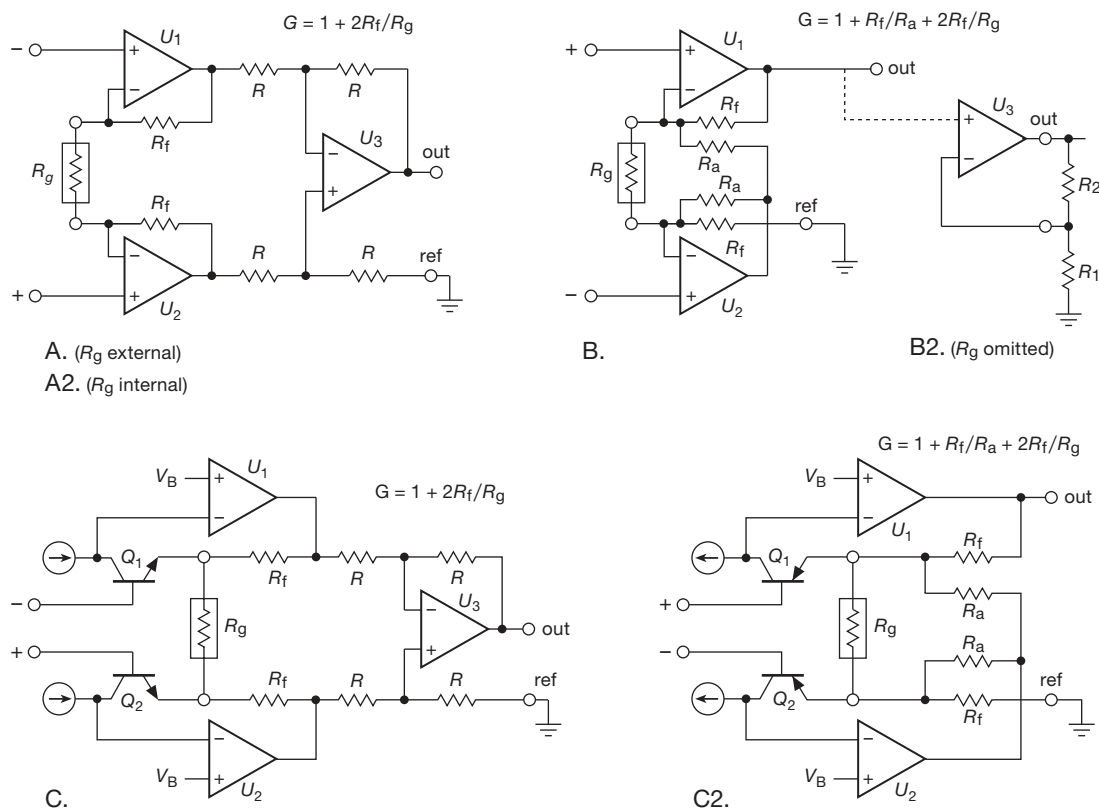 G = 1 + 2Rf/Rg
− U1
+
−
R R
Rf
Rg
U3
−
+
out
Rf
ref
R R
−
+
+ U2
A. (Rg external)
A2. (Rg internal)
G = 1 + Rf/Ra + 2Rf/Rg
+ U1
+
−
out
Rf
Ra
Rg
Ra
ref
Rf
−
+
− U2
U3
+
−
out
R2
R1
B.
B2. (Rg omitted)
G = 1 + 2Rf/Rg
VB
+
−
U1
Q1
−
Rf R R
Rg
U3
−
+
out
+
Q2
Rf R R
ref
−
+
VB
U2
C.
G = 1 + Rf/Ra + 2Rf/Rg
VB
+
−
U1
out
Q1
+
Rf
Ra
Rg
−
Ra
ref
Q2
Rf
−
+
VB
U2
C2.